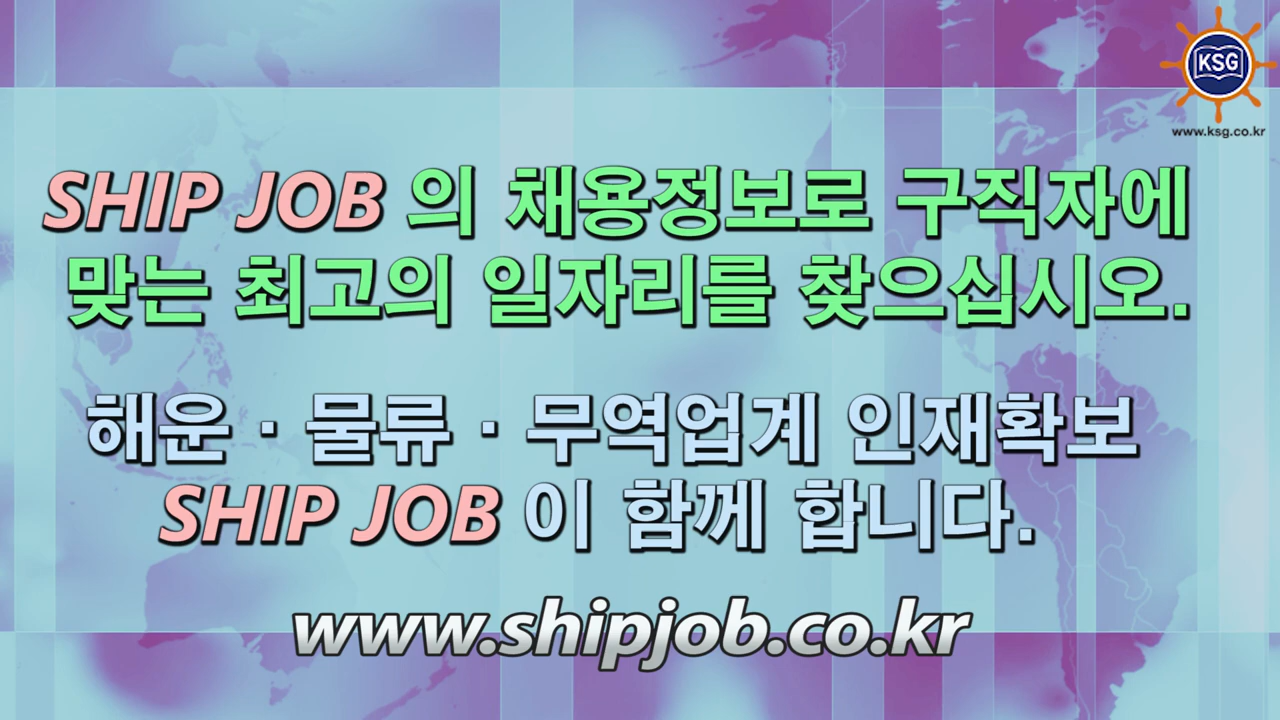 KSG
www.ksg.co.kr
SHIP JOB 의 채용정보로 구직자에
맞는 최고의 일자리를 찾으십시오.
해운 · 물류 · 무역업계 인재확보
SHIP JOB 이 함께 합니다.
www.shipjob.co.kr